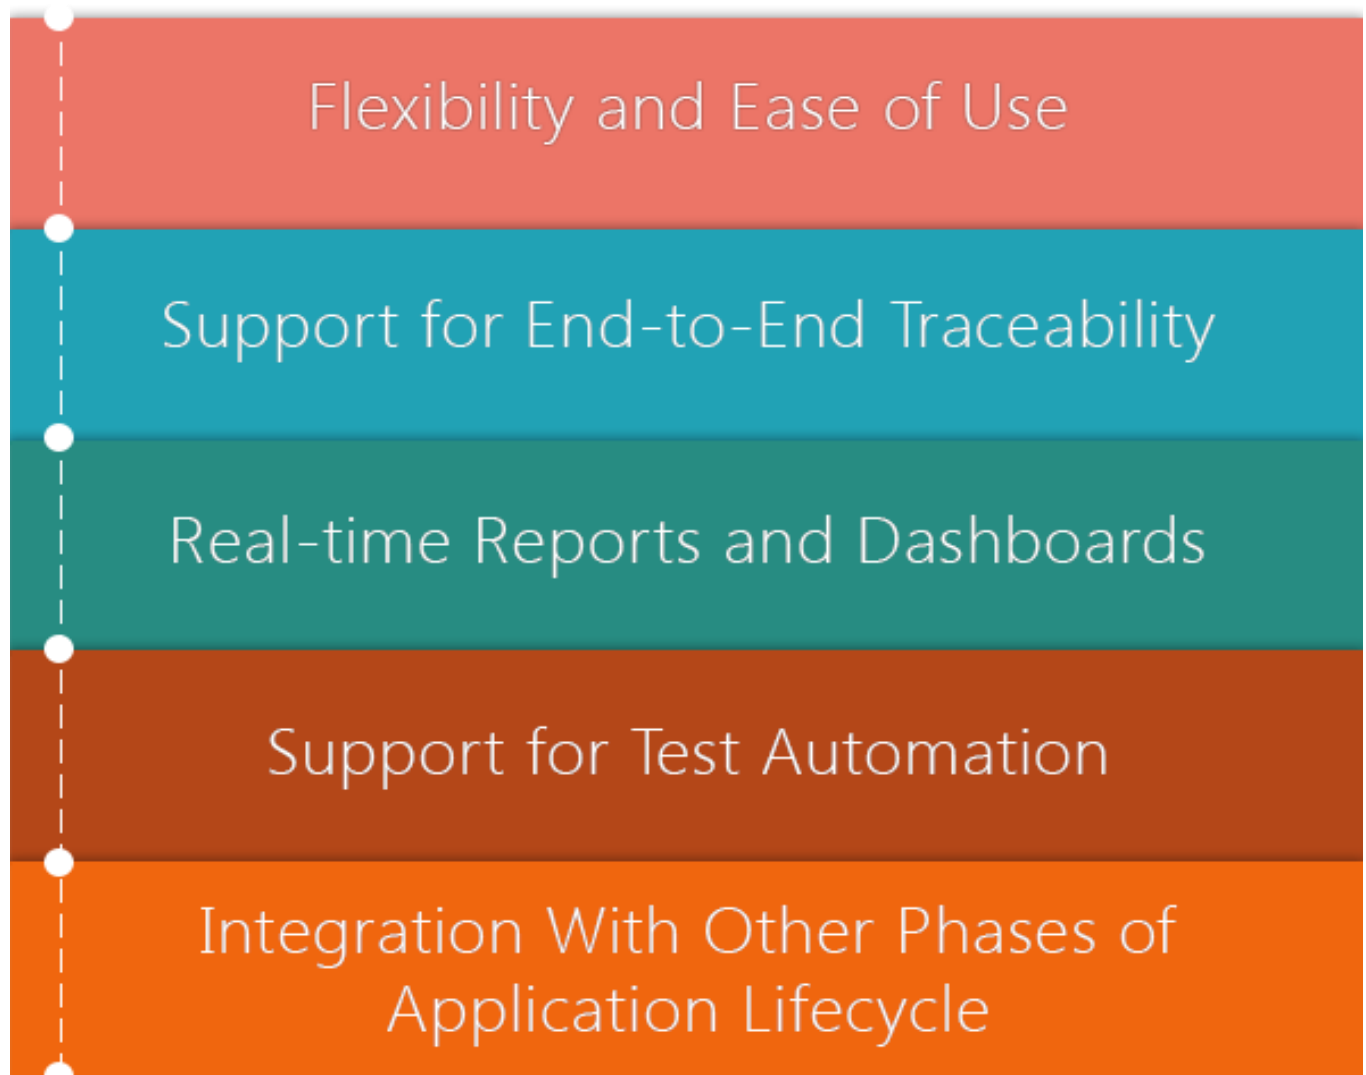 Flexibility and Ease of Use
Support for End-to-End Traceability
Real-time Reports and Dashboards
Support for Test Automation
Integration With Other Phases of
Application Lifecycle